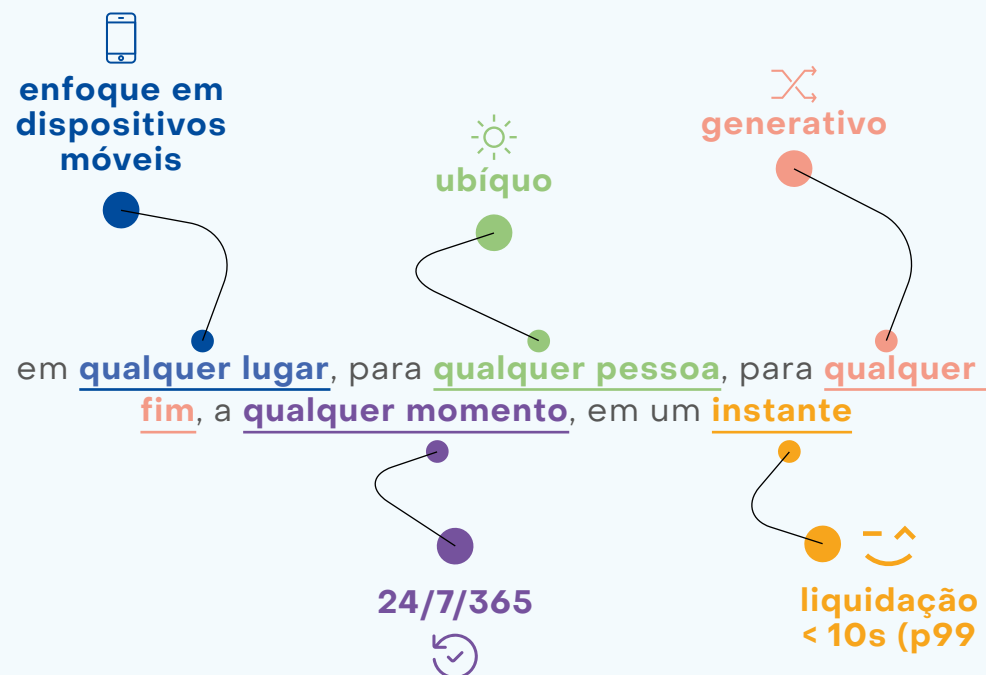 enfoque em
dispositivos
móveis
ubíquo
generativo
em qualquer lugar, para qualquer pessoa, para qualquer
fim, a qualquer momento, em um instante
24/7/365
liquidação
< 10s (p99